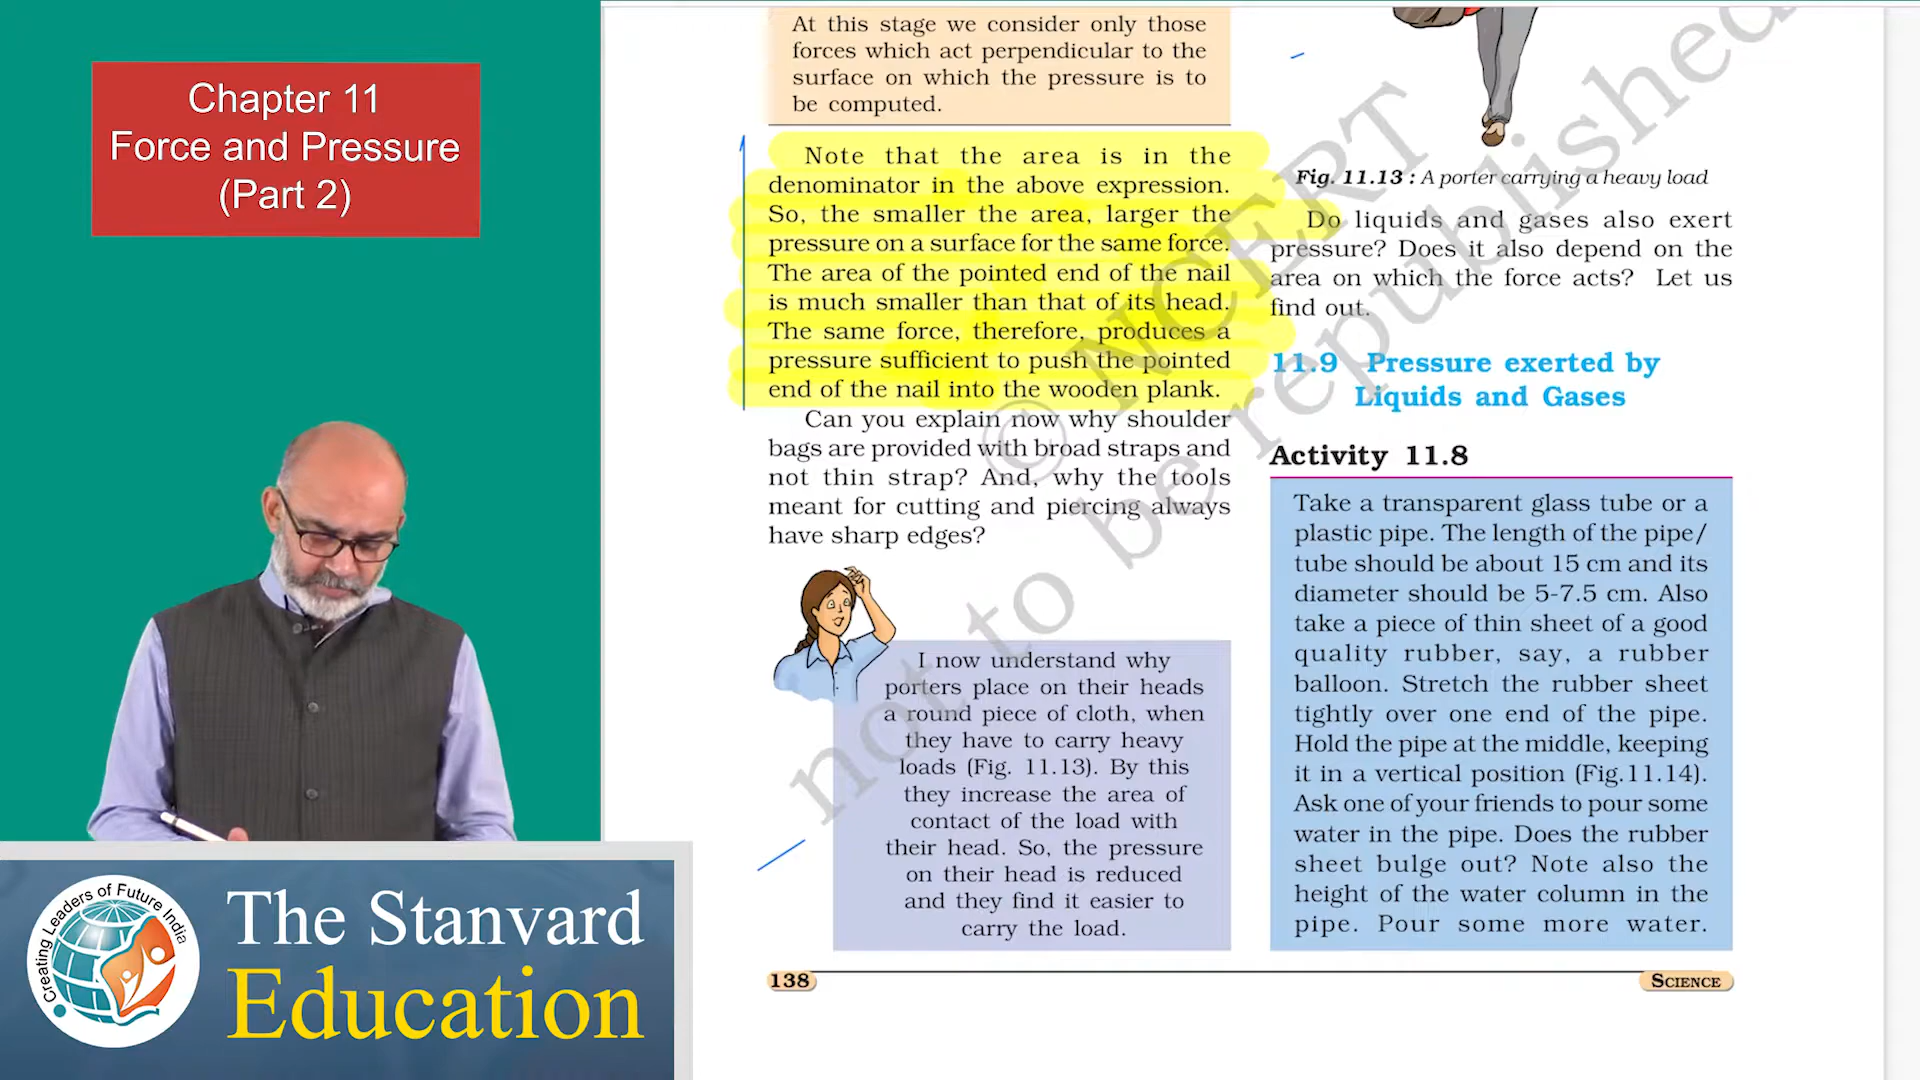 Chapter 11
Force and Pressure
(Part 2)
Creating Leaders of Future India
The Stanvard
Education
At this stage we consider only those
forces which act perpendicular to the
surface on which the pressure is to
be computed.
Note that the area is in the
denominator in the above expression.
So, the smaller the area, larger the
pressure on a surface for the same force.
The area of the pointed end of the nail
is much smaller than that of its head.
The same force, therefore, produces a
pressure sufficient to push the pointed
end of the nail into the wooden plank.
Can you explain now why shoulder
bags are provided with broad straps and
not thin strap? And, why the tools
meant for cutting and piercing always
have sharp edges?
I now understand why
porters place on their heads
a round piece of cloth, when
they have to carry heavy
loads (Fig. 11.13). By this
they increase the area of
contact of the load with
their head. So, the pressure
on their head is reduced
and they find it easier to
carry the load.
138
Fig. 11.13 : A porter carrying a heavy load
Do liquids and gases also exert
pressure? Does it also depend on the
area on which the force acts? Let us
find out.
11.9 Pressure exerted by
Liquids and Gases
Activity 11.8
Take a transparent glass tube or a
plastic pipe. The length of the pipe/
tube should be about 15 cm and its
diameter should be 5-7.5 cm. Also
take a piece of thin sheet of a good
quality rubber, say, a rubber
balloon. Stretch the rubber sheet
tightly over one end of the pipe.
Hold the pipe at the middle, keeping
it in a vertical position (Fig.11.14).
Ask one of your friends to pour some
water in the pipe. Does the rubber
sheet bulge out? Note also the
height of the water column in the
pipe. Pour some more water.
SCIENCE
© NCERT
not to be republished